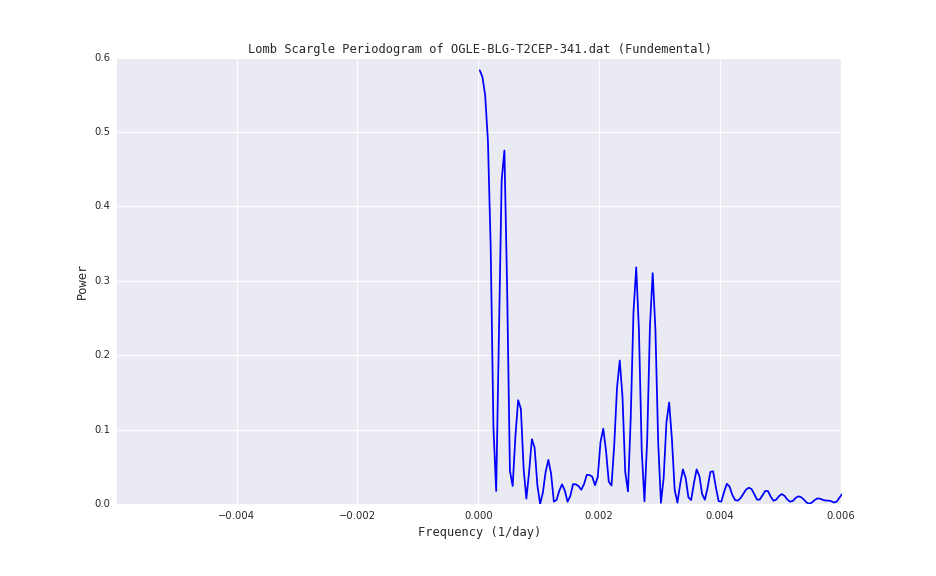 Lomb Scargle Periodogram of OGLE-BLG-T2CEP-341.dat (Fundemental)
0.6
0.5
0.4
0.3
0.2
0.1
0.0
Power
−0.004 −0.002 0.000 0.002 0.004 0.006
Frequency (1/day)